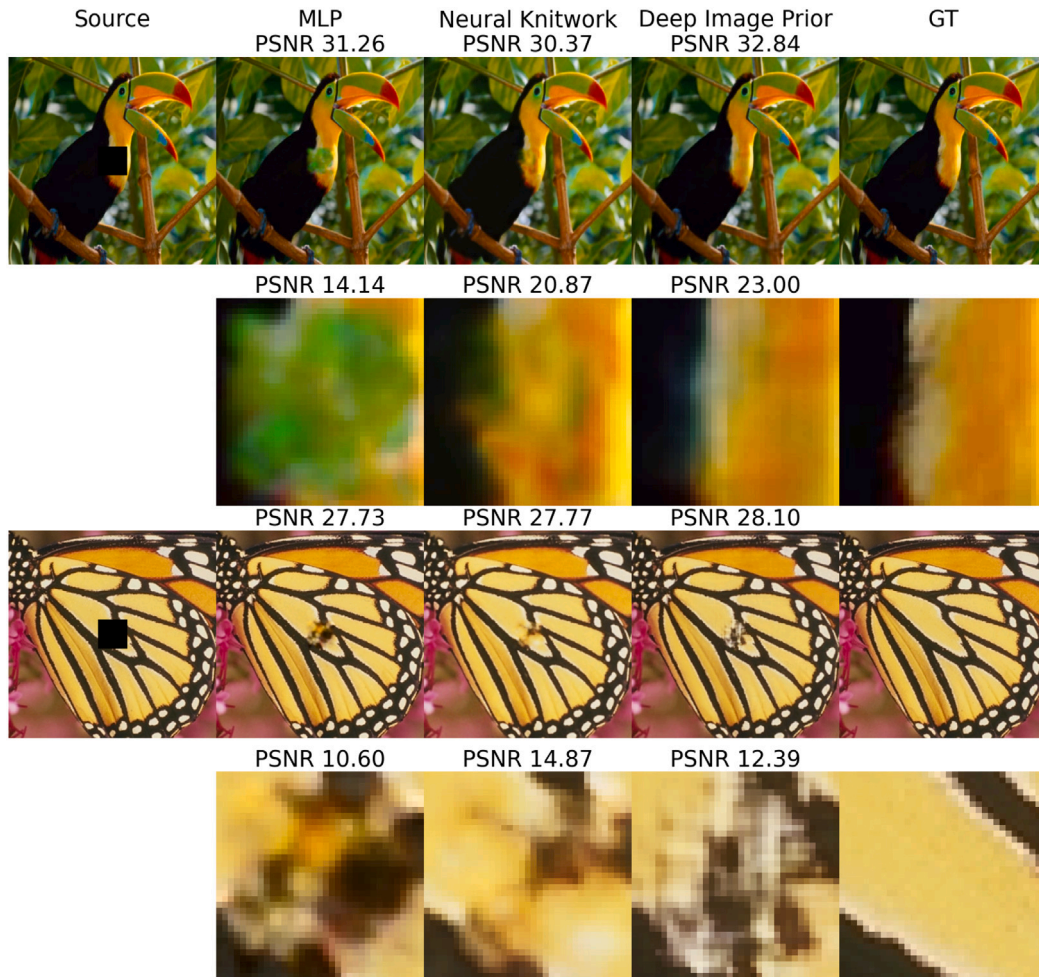 Source MLP Neural Knitwork Deep Image Prior GT
PSNR 31.26 PSNR 30.37 PSNR 32.84
PSNR 14.14 PSNR 20.87 PSNR 23.00
PSNR 27.73 PSNR 27.77 PSNR 28.10
PSNR 10.60 PSNR 14.87 PSNR 12.39